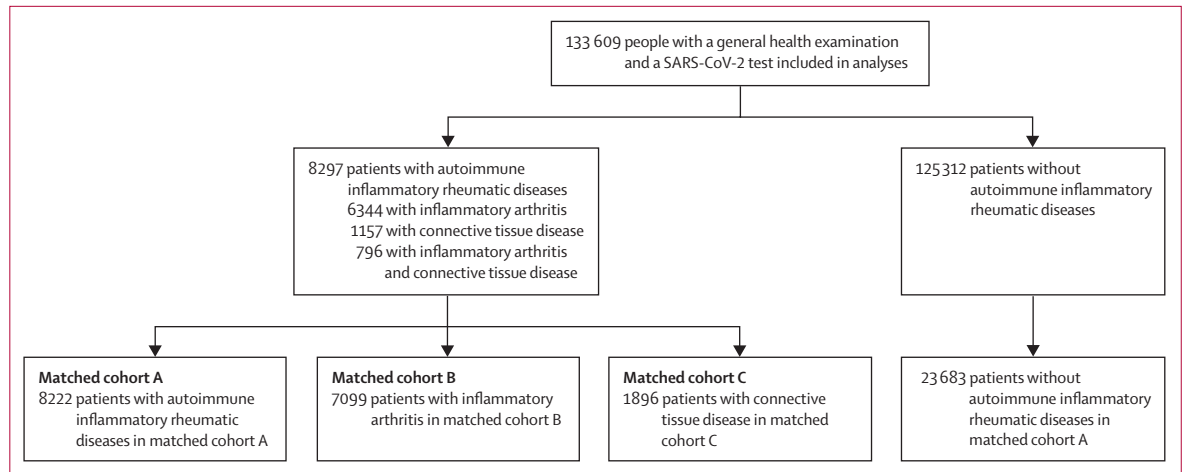 133 609 people with a general health examination
and a SARS-CoV-2 test included in analyses
8297 patients with autoimmune
inflammatory rheumatic diseases
6344 with inflammatory arthritis
1157 with connective tissue disease
796 with inflammatory arthritis
and connective tissue disease
125 312 patients without
autoimmune inflammatory
rheumatic diseases
Matched cohort A
8222 patients with autoimmune
inflammatory rheumatic
diseases in matched cohort A
Matched cohort B
7099 patients with inflammatory
arthritis in matched cohort B
Matched cohort C
1896 patients with connective
tissue disease in matched
cohort C
23 683 patients without
autoimmune inflammatory
rheumatic diseases in
matched cohort A